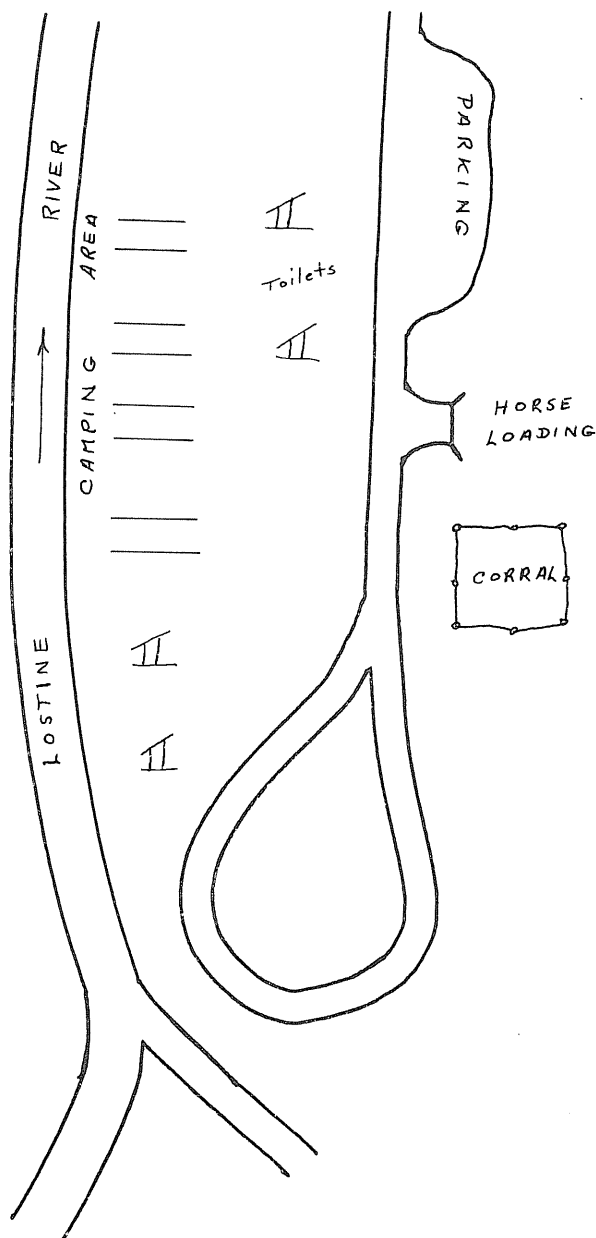 PARKING
RIVER
CAMPING AREA
Toilets
HORSE
LOADING
CORRAL
LOSTINE